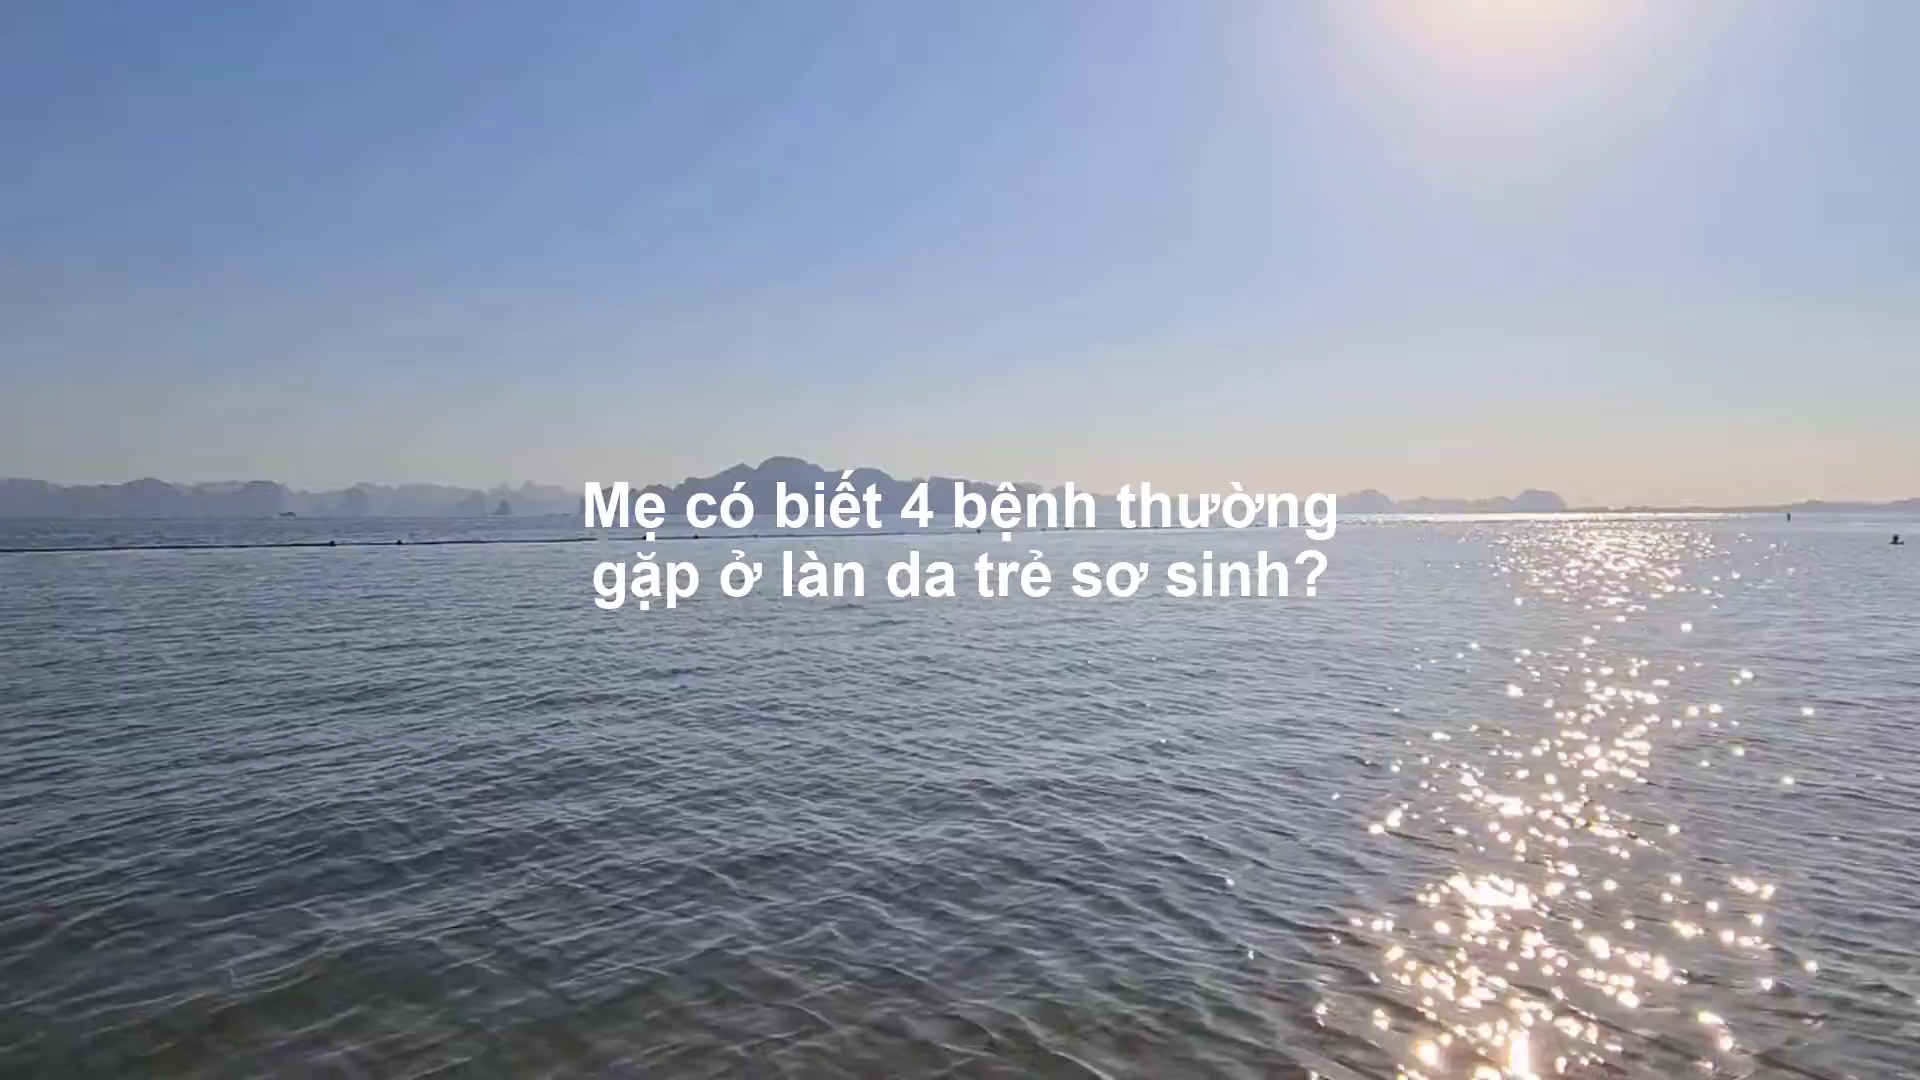 Mẹ có biết 4 bệnh thường
gặp ở làn da trẻ sơ sinh?